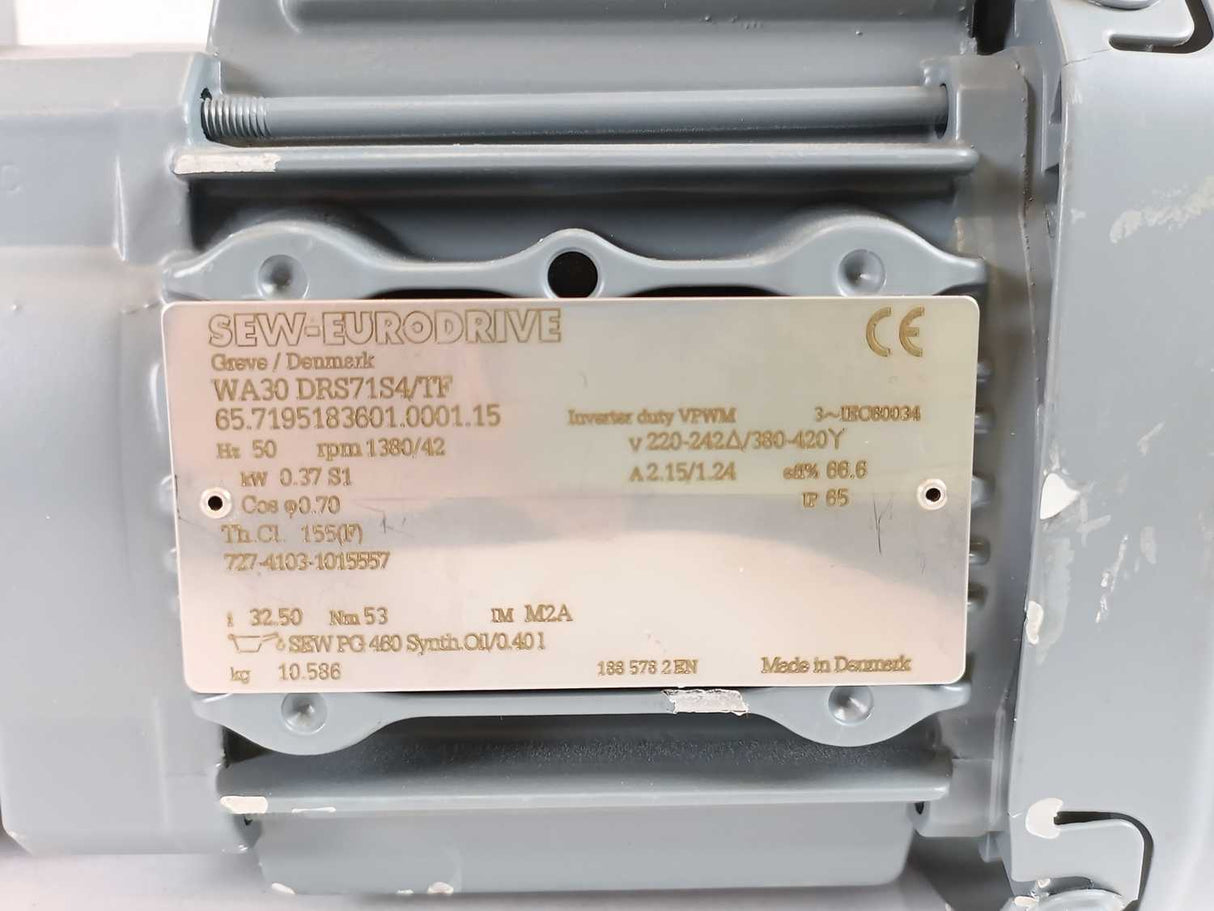 SEW-EURODRIVE CE
Greve / Denmark
WA30 DRS71S4/TF
65.7195183601.0001.15 Inverter duty VPWM 3~IEC60034
Hz 50 rpm 1380/42 V 220-242Δ/380-420Y
kW 0.37 S1 A 2.15/1.24 eff% 66.6
Cos φ 0.70 IP 65
Th.Cl. 155(F)
727-4103-1015557
i 32.50 Nm 53 IM M2A
SEW PG 460 Synth.Oil/0.40 l
kg 10.586 188 578 2 EN Made in Denmark